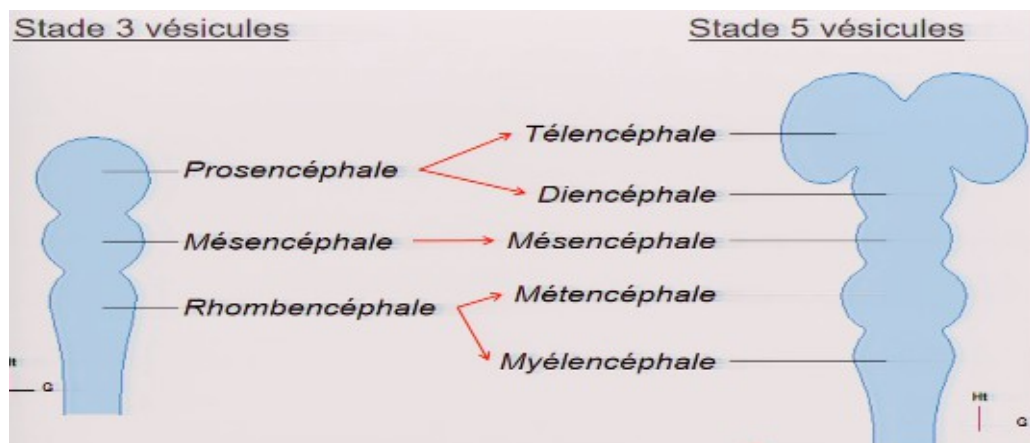 Stade 3 vésicules
Stade 5 vésicules
Télencéphale
Prosencéphale
Diencéphale
Mésencéphale
Mésencéphale
Métencéphale
Rhombencéphale
Myélencéphale
Ht
G
Ht
G